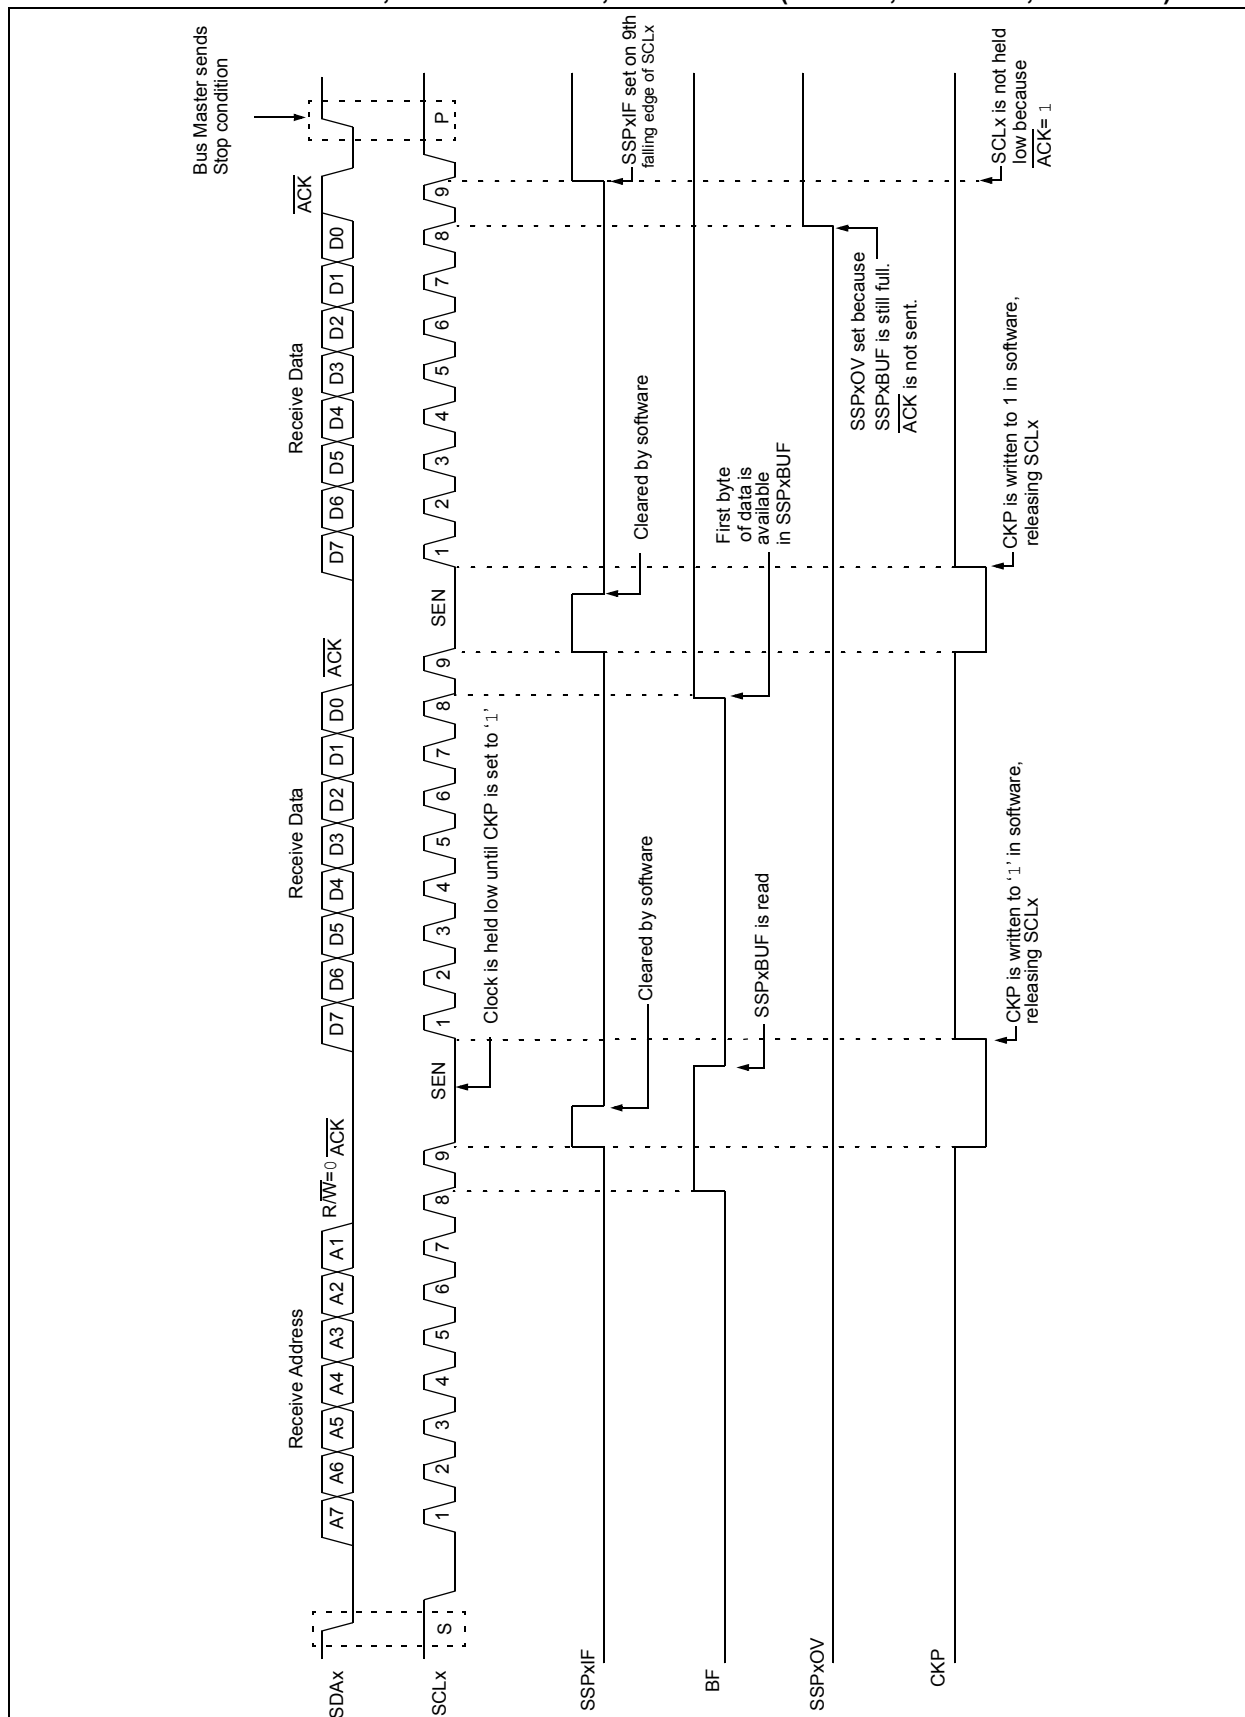 Bus Master sends
Stop condition
Receive Address
Receive Data
Receive Data
SDAx
A7 A6 A5 A4 A3 A2 A1 R/W=0 ACK D7 D6 D5 D4 D3 D2 D1 D0 ACK D7 D6 D5 D4 D3 D2 D1 D0 ACK
SCLx
S 1 2 3 4 5 6 7 8 9 SEN 1 2 3 4 5 6 7 8 9 SEN 1 2 3 4 5 6 7 8 9 P
Clock is held low until CKP is set to ‘1’
SSPxIF
Cleared by software
Cleared by software
SSPxIF set on 9th
falling edge of SCLx
BF
SSPxBUF is read
First byte
of data is
available
in SSPxBUF
SSPxOV
SSPxOV set because
SSPxBUF is still full.
ACK is not sent.
CKP
CKP is written to ‘1’ in software,
releasing SCLx
CKP is written to 1 in software,
releasing SCLx
SCLx is not held
low because
ACK= 1